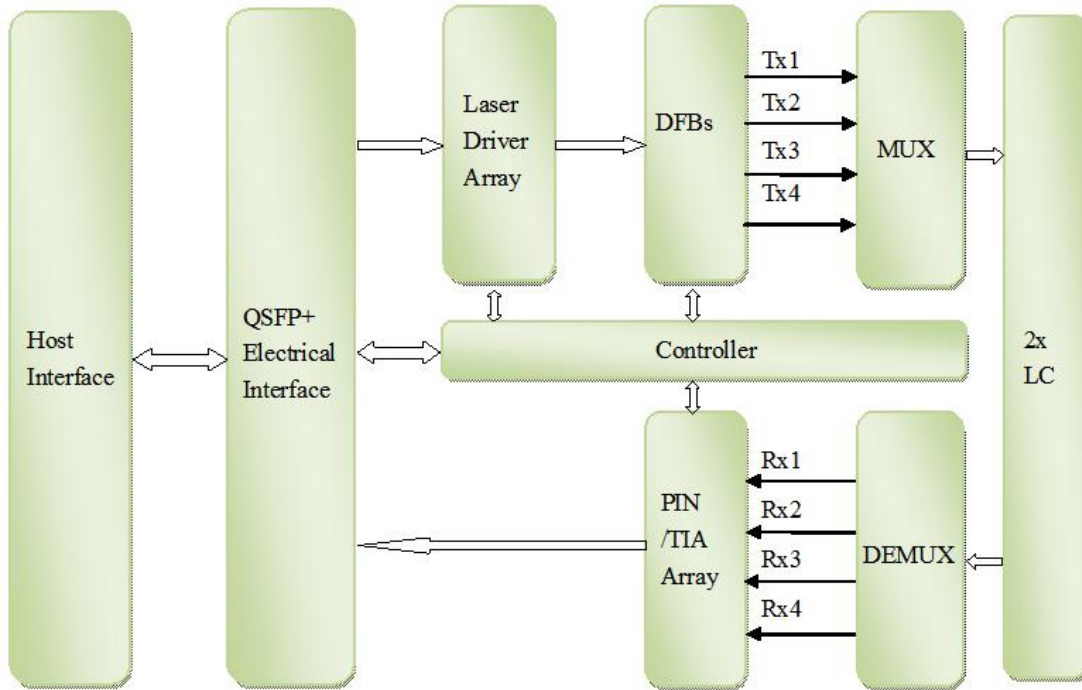 Host
Interface
QSFP+
Electrical
Interface
Laser
Driver
Array
DFBs
Tx1
Tx2
Tx3
Tx4
MUX
Controller
2x
LC
PIN
/TIA
Array
Rx1
Rx2
Rx3
Rx4
DEMUX